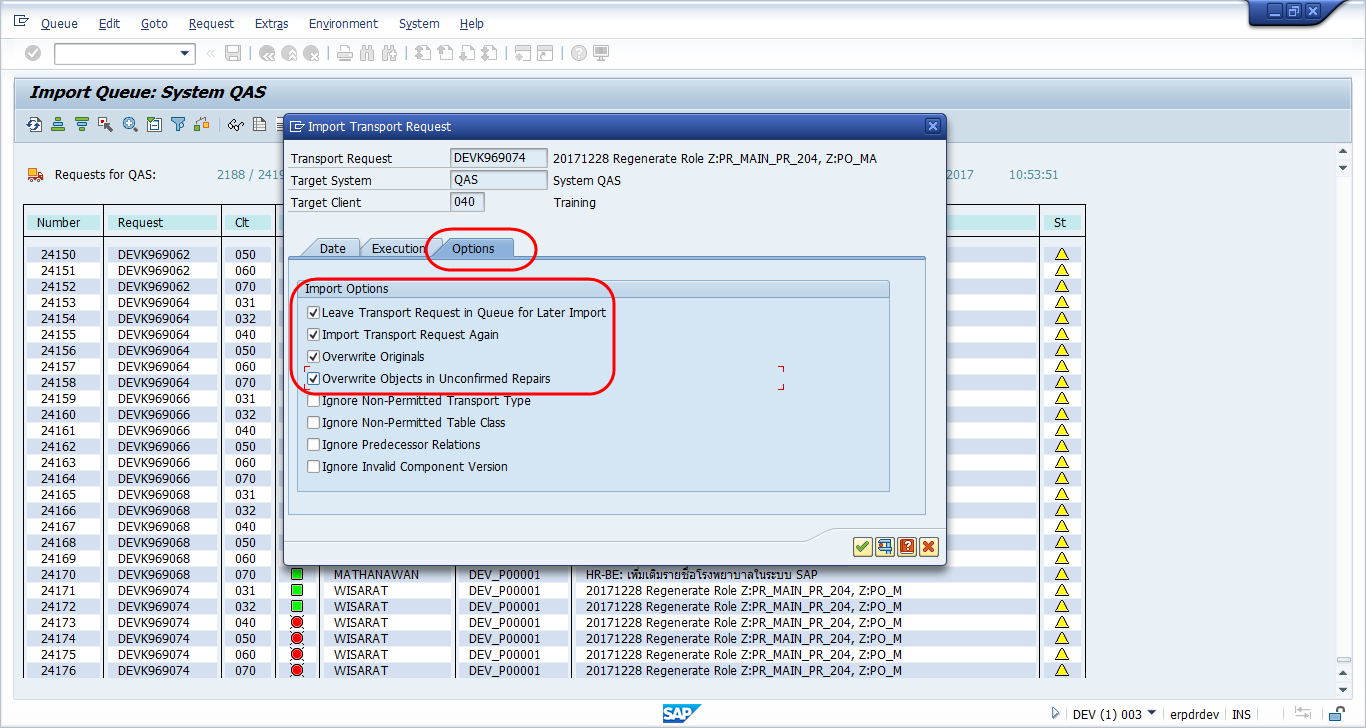 Queue Edit Goto Request Extras Environment System Help
Import Queue: System QAS
Import Transport Request
Requests for QAS: 2188 / 2419 2017 10:53:51
Transport Request DEVK969074 20171228 Regenerate Role Z:PR_MAIN_PR_204, Z:PO_MA
Target System QAS System QAS
Target Client 040 Training
Number Request Clt St
Date Execution Options
Import Options
Leave Transport Request in Queue for Later Import
Import Transport Request Again
Overwrite Originals
Overwrite Objects in Unconfirmed Repairs
Ignore Non-Permitted Transport Type
Ignore Non-Permitted Table Class
Ignore Predecessor Relations
Ignore Invalid Component Version
24150 DEVK969062 050
24151 DEVK969062 060
24152 DEVK969062 070
24153 DEVK969064 031
24154 DEVK969064 032
24155 DEVK969064 040
24156 DEVK969064 050
24157 DEVK969064 060
24158 DEVK969064 070
24159 DEVK969066 031
24160 DEVK969066 032
24161 DEVK969066 040
24162 DEVK969066 050
24163 DEVK969066 060
24164 DEVK969066 070
24165 DEVK969068 031
24166 DEVK969068 032
24167 DEVK969068 040
24168 DEVK969068 050
24169 DEVK969068 060
24170 DEVK969068 070 MATHANAWAN DEV_P00001 HR-BE: เพิ่มเติมรายชื่อโรงพยาบาลในระบบ SAP
24171 DEVK969074 031 WISARAT DEV_P00001 20171228 Regenerate Role Z:PR_MAIN_PR_204, Z:PO_M
24172 DEVK969074 032 WISARAT DEV_P00001 20171228 Regenerate Role Z:PR_MAIN_PR_204, Z:PO_M
24173 DEVK969074 040 WISARAT DEV_P00001 20171228 Regenerate Role Z:PR_MAIN_PR_204, Z:PO_M
24174 DEVK969074 050 WISARAT DEV_P00001 20171228 Regenerate Role Z:PR_MAIN_PR_204, Z:PO_M
24175 DEVK969074 060 WISARAT DEV_P00001 20171228 Regenerate Role Z:PR_MAIN_PR_204, Z:PO_M
24176 DEVK969074 070 WISARAT DEV_P00001 20171228 Regenerate Role Z:PR_MAIN_PR_204, Z:PO_M
SAP DEV (1) 003 erpdrdev INS